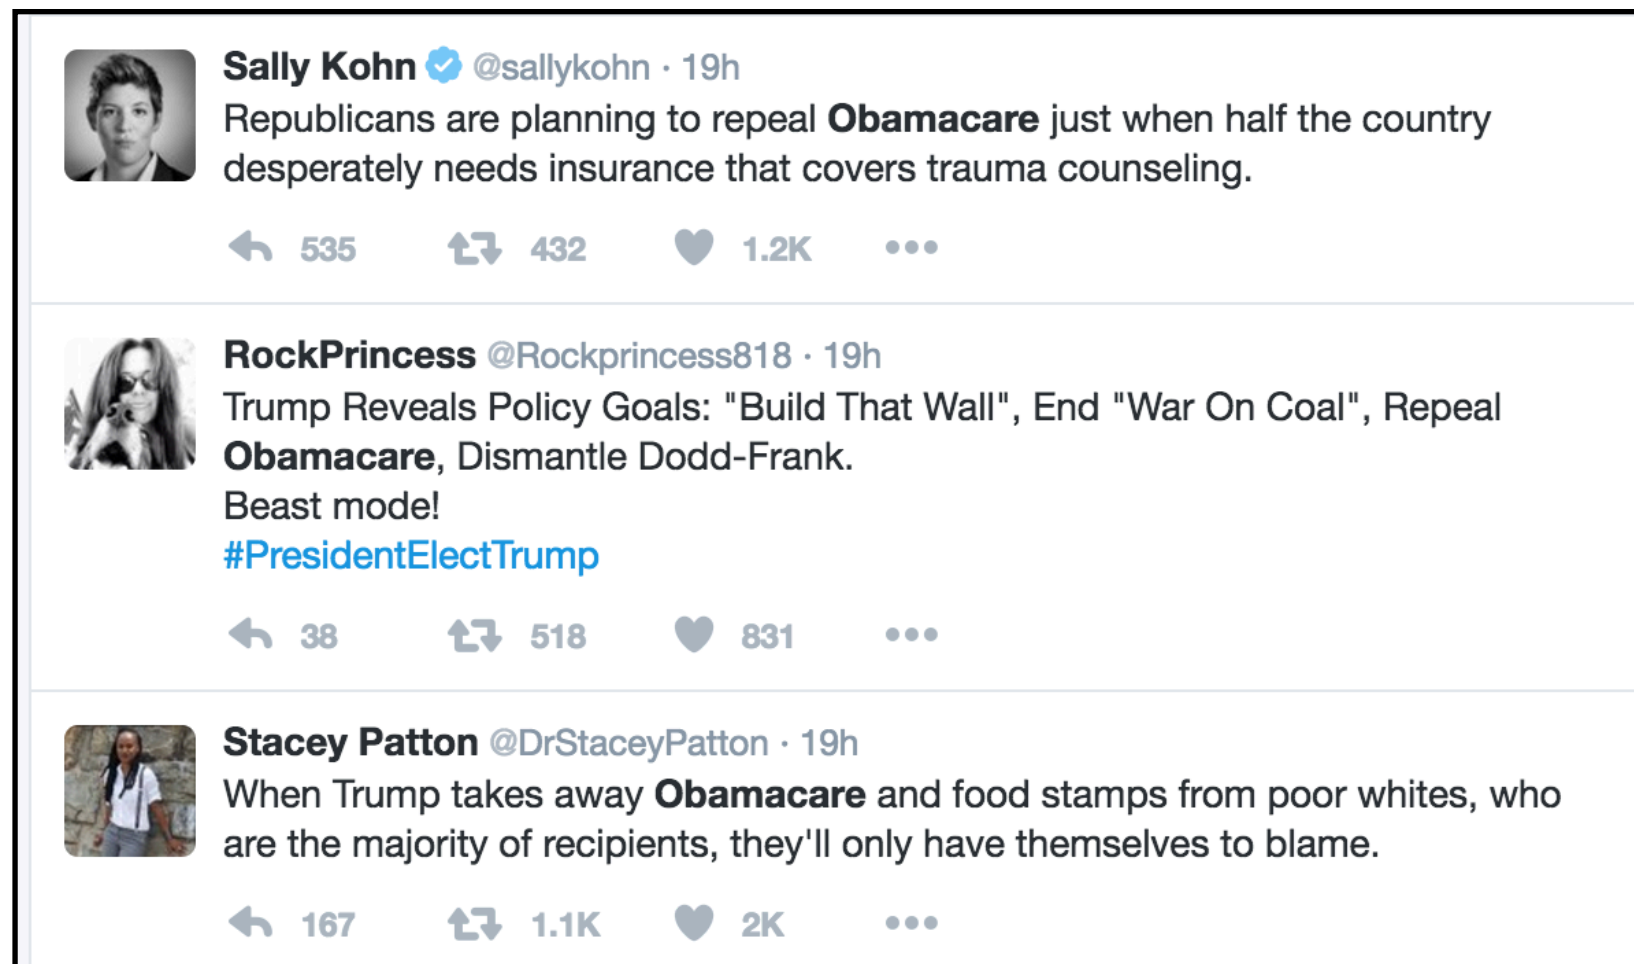 Sally Kohn @sallykohn · 19h
Republicans are planning to repeal Obamacare just when half the country
desperately needs insurance that covers trauma counseling.
535 432 1.2K
RockPrincess @Rockprincess818 · 19h
Trump Reveals Policy Goals: "Build That Wall", End "War On Coal", Repeal
Obamacare, Dismantle Dodd-Frank.
Beast mode!
#PresidentElectTrump
38 518 831
Stacey Patton @DrStaceyPatton · 19h
When Trump takes away Obamacare and food stamps from poor whites, who
are the majority of recipients, they'll only have themselves to blame.
167 1.1K 2K